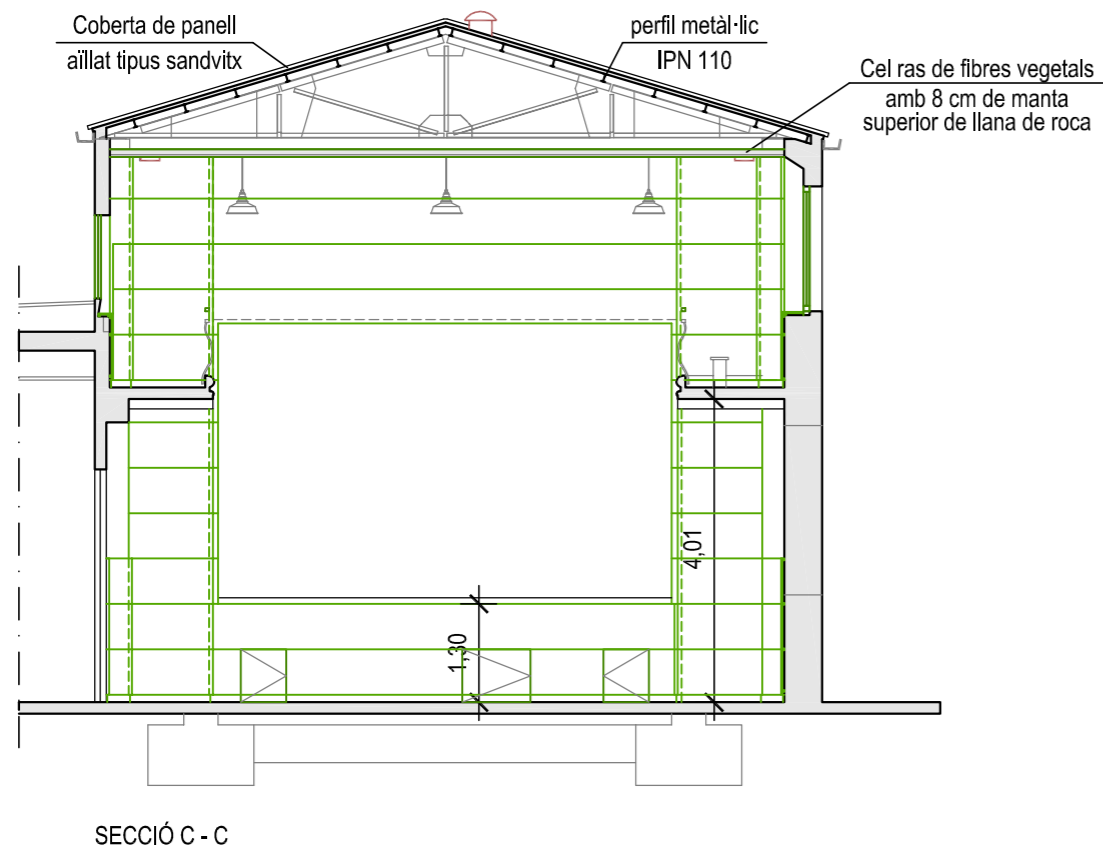 Coberta de panell
aïllat tipus sandvitx
perfil metàl·lic
IPN 110
Cel ras de fibres vegetals
amb 8 cm de manta
superior de llana de roca
4,01
1,30
SECCIÓ C - C